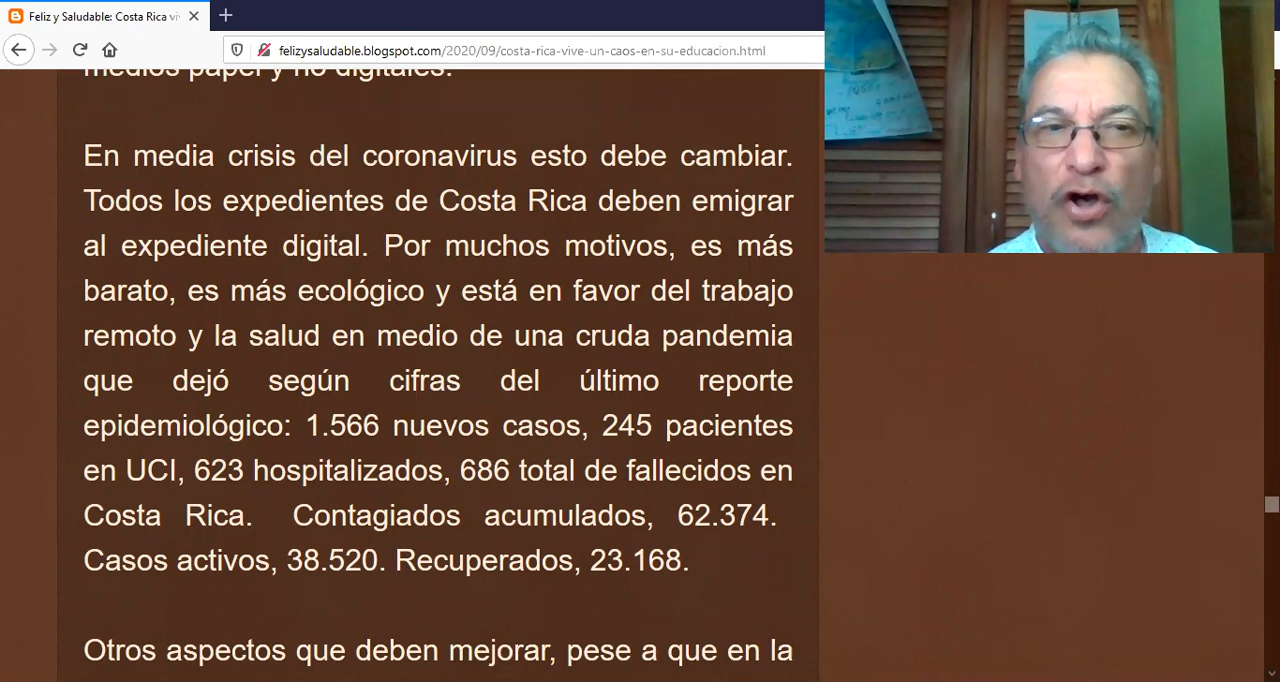 Feliz y Saludable: Costa Rica vi
felizysaludable.blogspot.com/2020/09/costa-rica-vive-un-caos-en-su-educacion.html
medios papel y no digitales.
En media crisis del coronavirus esto debe cambiar.
Todos los expedientes de Costa Rica deben emigrar
al expediente digital. Por muchos motivos, es más
barato, es más ecológico y está en favor del trabajo
remoto y la salud en medio de una cruda pandemia
que dejó según cifras del último reporte
epidemiológico: 1.566 nuevos casos, 245 pacientes
en UCI, 623 hospitalizados, 686 total de fallecidos en
Costa Rica. Contagiados acumulados, 62.374.
Casos activos, 38.520. Recuperados, 23.168.
Otros aspectos que deben mejorar, pese a que en la